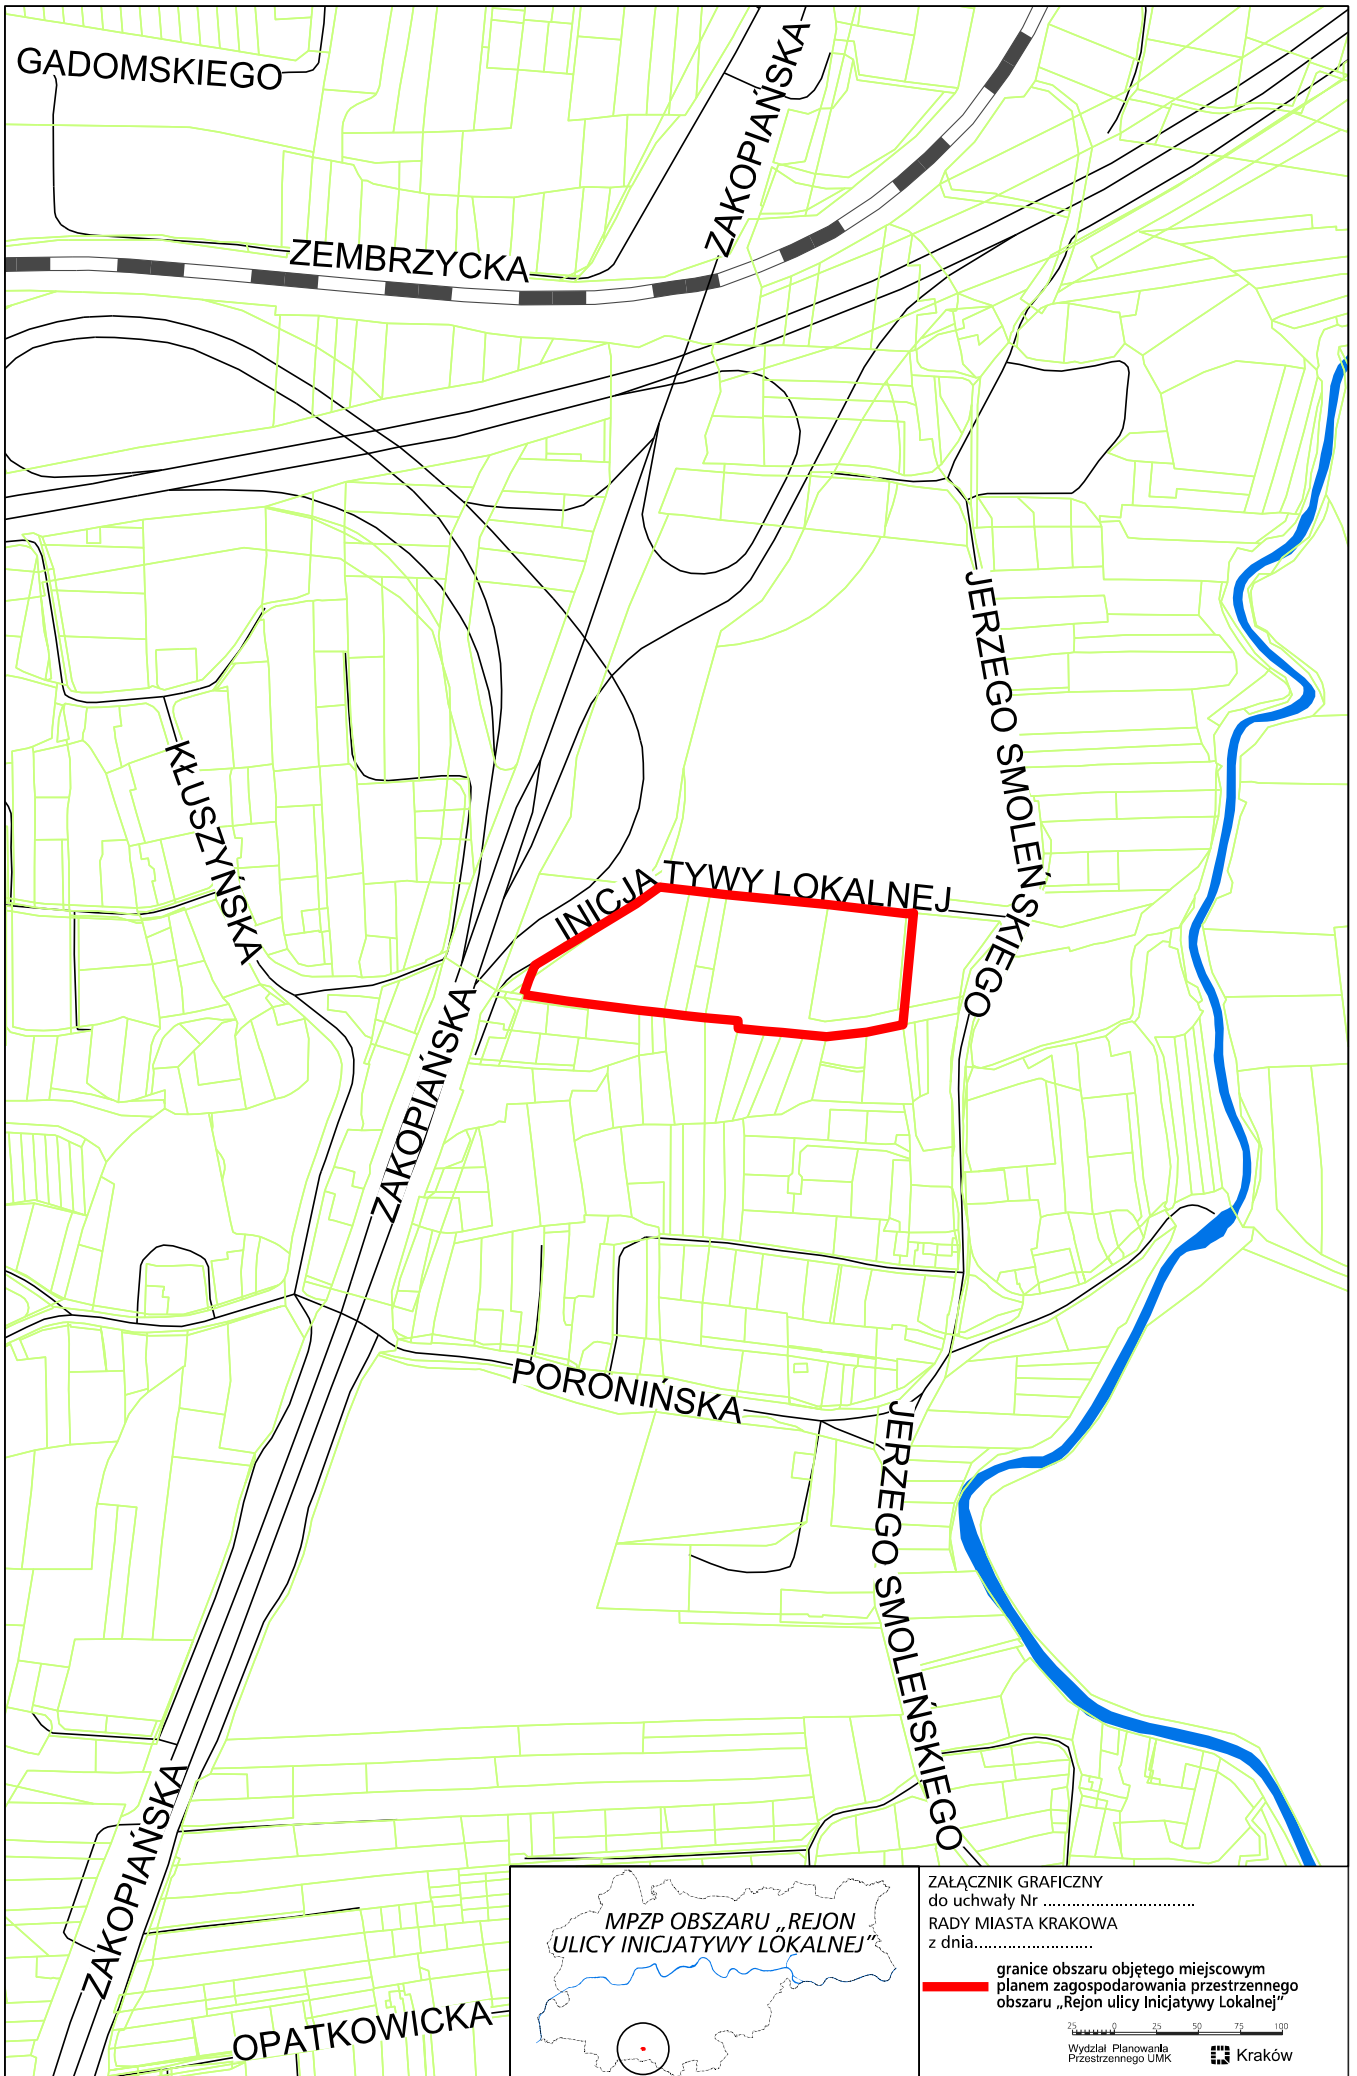 GADOMSKIEGO
ZAKOPIAŃSKA
ZEMBRZYCKA
JERZEGO SMOLEŃSKIEGO
KŁUSZYŃSKA
INICJATYWY LOKALNEJ
ZAKOPIAŃSKA
PORONIŃSKA
JERZEGO SMOLEŃSKIEGO
ZAKOPIAŃSKA
OPATKOWICKA
MPZP OBSZARU „REJON
ULICY INICJATYWY LOKALNEJ”
ZAŁĄCZNIK GRAFICZNY
do uchwały Nr ...................................
RADY MIASTA KRAKOWA
z dnia...........................
granice obszaru objętego miejscowym
planem zagospodarowania przestrzennego
obszaru „Rejon ulicy Inicjatywy Lokalnej”
25 0 25 50 75 100
Wydział Planowania
Przestrzennego UMK
Kraków